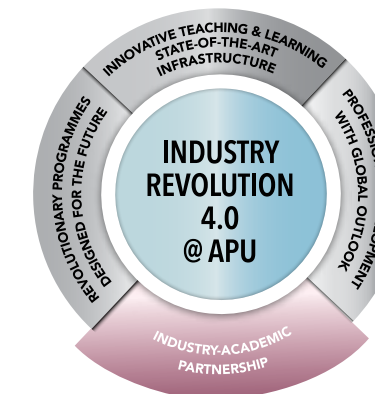 INNOVATIVE TEACHING & LEARNING
STATE-OF-THE-ART
INFRASTRUCTURE
REVOLUTIONARY PROGRAMMES
DESIGNED FOR THE FUTURE
INDUSTRY
REVOLUTION
4.0
@ APU
WITH GLOBAL OUTLOOK
INDUSTRY-ACADEMIC
PARTNERSHIP